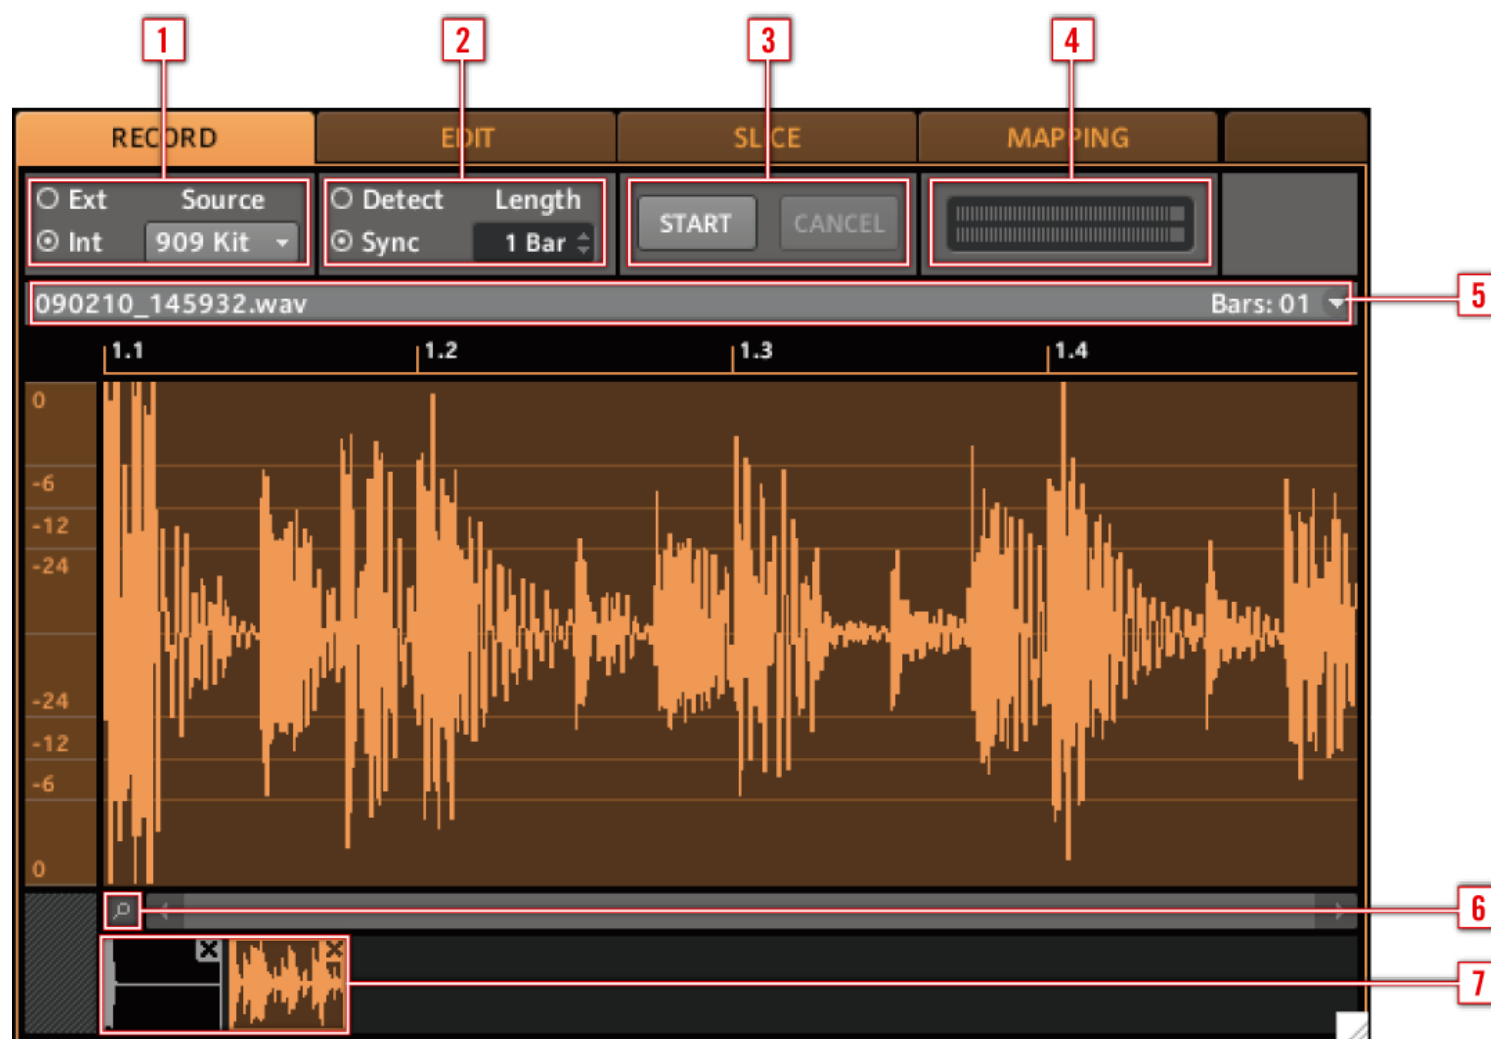 1 2 3 4
RECORD EDIT SLICE MAPPING
Ext Source Detect Length
START CANCEL
Int 909 Kit Sync 1 Bar
090210_145932.wav Bars: 01
5
1.1 1.2 1.3 1.4
0
-6
-12
-24
-24
-12
-6
0
6
7